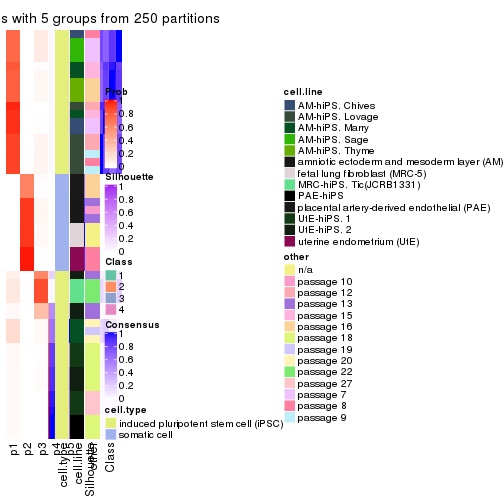 s with 5 groups from 250 partitions
Prob
0.8
0.6
0.4
0.2
0
Silhouette
1
0.8
0.6
0.4
0.2
0
Class
1
2
3
4
Consensus
1
0.8
0.6
0.4
0.2
0
cell.type
induced pluripotent stem cell (iPSC)
somatic cell
cell.line
AM-hiPS. Chives
AM-hiPS. Lovage
AM-hiPS. Marry
AM-hiPS. Sage
AM-hiPS. Thyme
amniotic ectoderm and mesoderm layer (AM)
fetal lung fibroblast (MRC-5)
MRC-hiPS. Tic(JCRB1331)
PAE-hiPS
placental artery-derived endothelial (PAE)
UtE-hiPS. 1
UtE-hiPS. 2
uterine endometrium (UtE)
other
n/a
passage 10
passage 12
passage 13
passage 15
passage 16
passage 18
passage 19
passage 20
passage 22
passage 27
passage 7
passage 8
passage 9
p1
p2
p3
p4
cell.type
p5
cell.line
Silhouette
other
Class